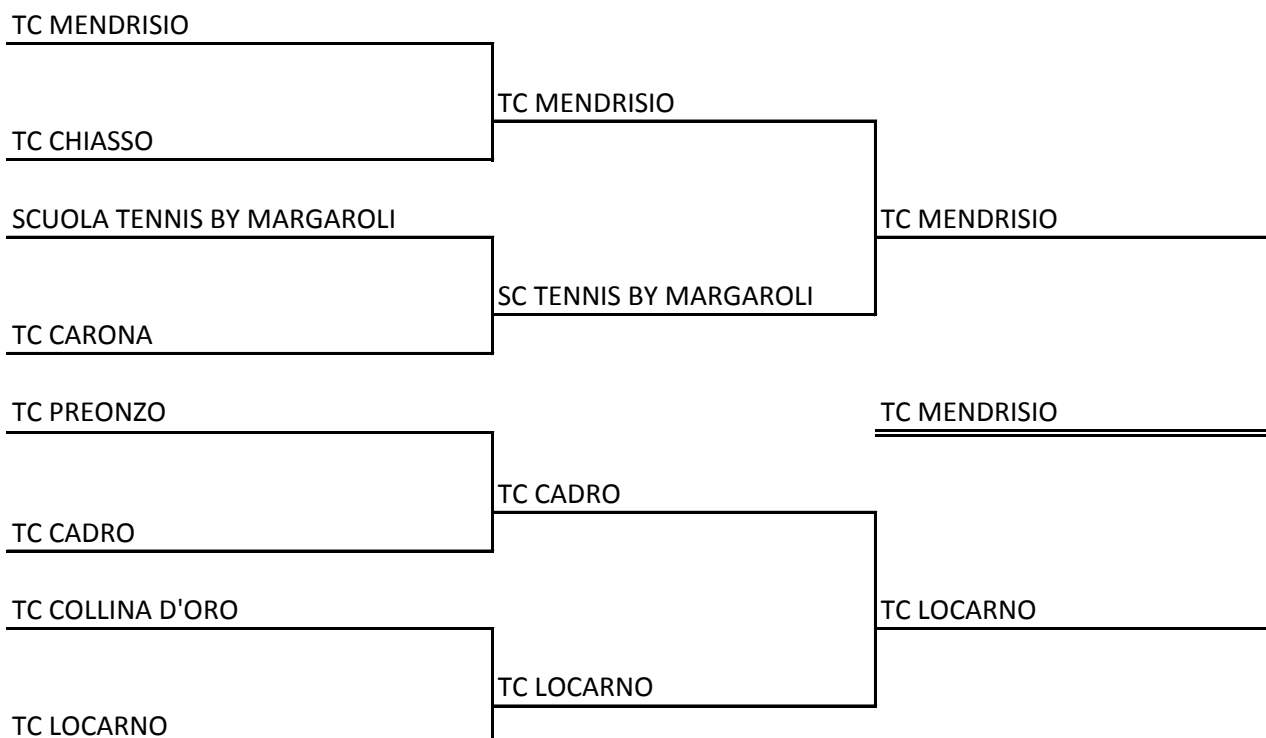 TC MENDRISIO
TC MENDRISIO
TC CHIASSO
SCUOLA TENNIS BY MARGAROLI
TC MENDRISIO
SC TENNIS BY MARGAROLI
TC CARONA
TC PREONZO
TC MENDRISIO
TC CADRO
TC CADRO
TC COLLINA D'ORO
TC LOCARNO
TC LOCARNO
TC LOCARNO